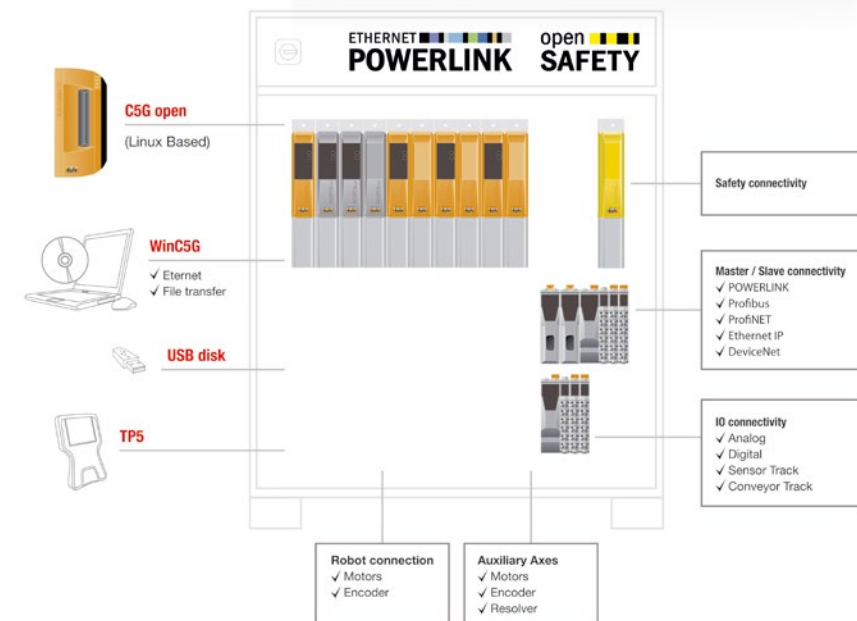 ETHERNET
POWERLINK
open
SAFETY
C5G open
(Linux Based)
WinC5G
✓ Eternet
✓ File transfer
USB disk
TP5
Safety connectivity
Master / Slave connectivity
✓ POWERLINK
✓ Profibus
✓ ProfiNET
✓ Ethernet IP
✓ DeviceNet
IO connectivity
✓ Analog
✓ Digital
✓ Sensor Track
✓ Conveyor Track
Robot connection
✓ Motors
✓ Encoder
Auxiliary Axes
✓ Motors
✓ Encoder
✓ Resolver